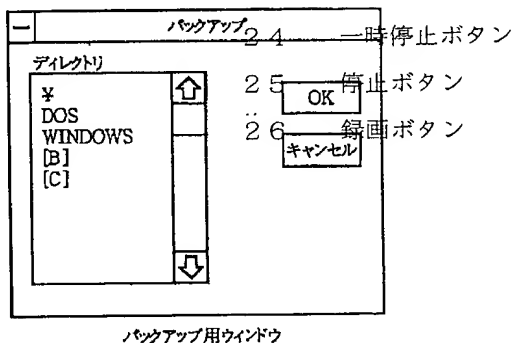 バックアップ
24 一時停止ボタン
ディレクトリ
25 停止ボタン
OK
¥
DOS
26 録画ボタン
WINDOWS
キャンセル
[B]
[C]
バックアップ用ウィンドウ